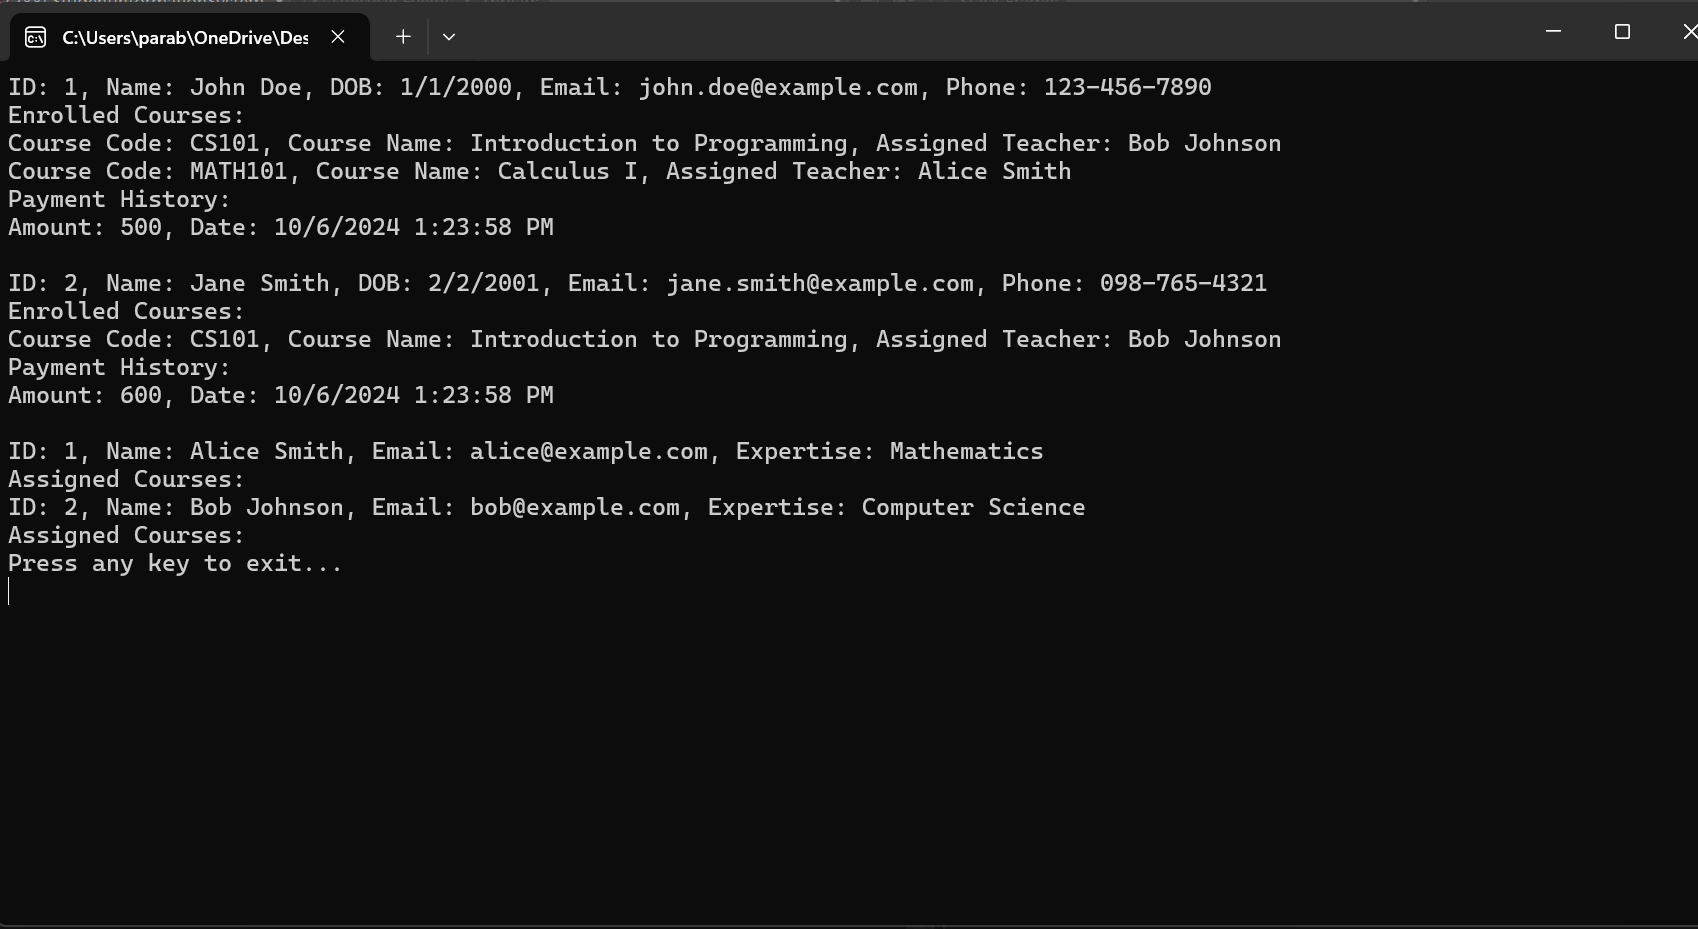 C:\Users\parab\OneDrive\Des
ID: 1, Name: John Doe, DOB: 1/1/2000, Email: john.doe@example.com, Phone: 123-456-7890
Enrolled Courses:
Course Code: CS101, Course Name: Introduction to Programming, Assigned Teacher: Bob Johnson
Course Code: MATH101, Course Name: Calculus I, Assigned Teacher: Alice Smith
Payment History:
Amount: 500, Date: 10/6/2024 1:23:58 PM
ID: 2, Name: Jane Smith, DOB: 2/2/2001, Email: jane.smith@example.com, Phone: 098-765-4321
Enrolled Courses:
Course Code: CS101, Course Name: Introduction to Programming, Assigned Teacher: Bob Johnson
Payment History:
Amount: 600, Date: 10/6/2024 1:23:58 PM
ID: 1, Name: Alice Smith, Email: alice@example.com, Expertise: Mathematics
Assigned Courses:
ID: 2, Name: Bob Johnson, Email: bob@example.com, Expertise: Computer Science
Assigned Courses:
Press any key to exit...